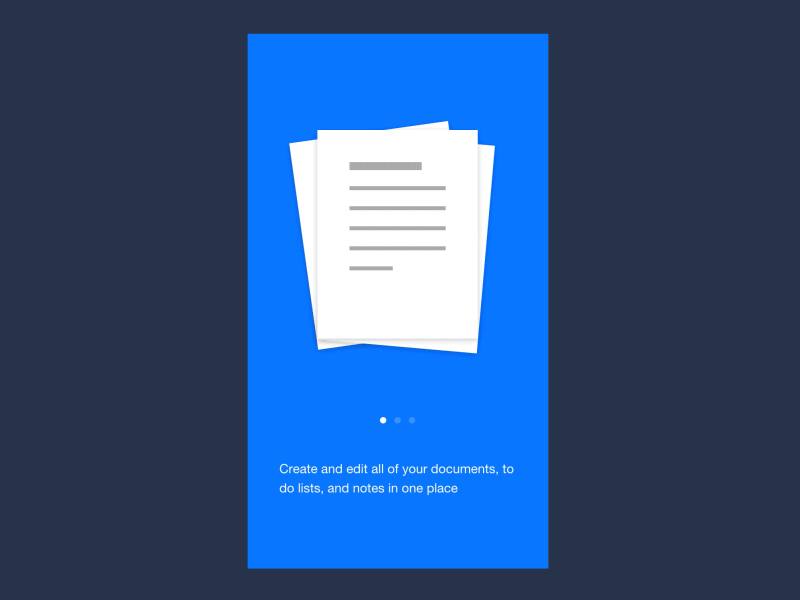 Create and edit all of your documents, to
do lists, and notes in one place